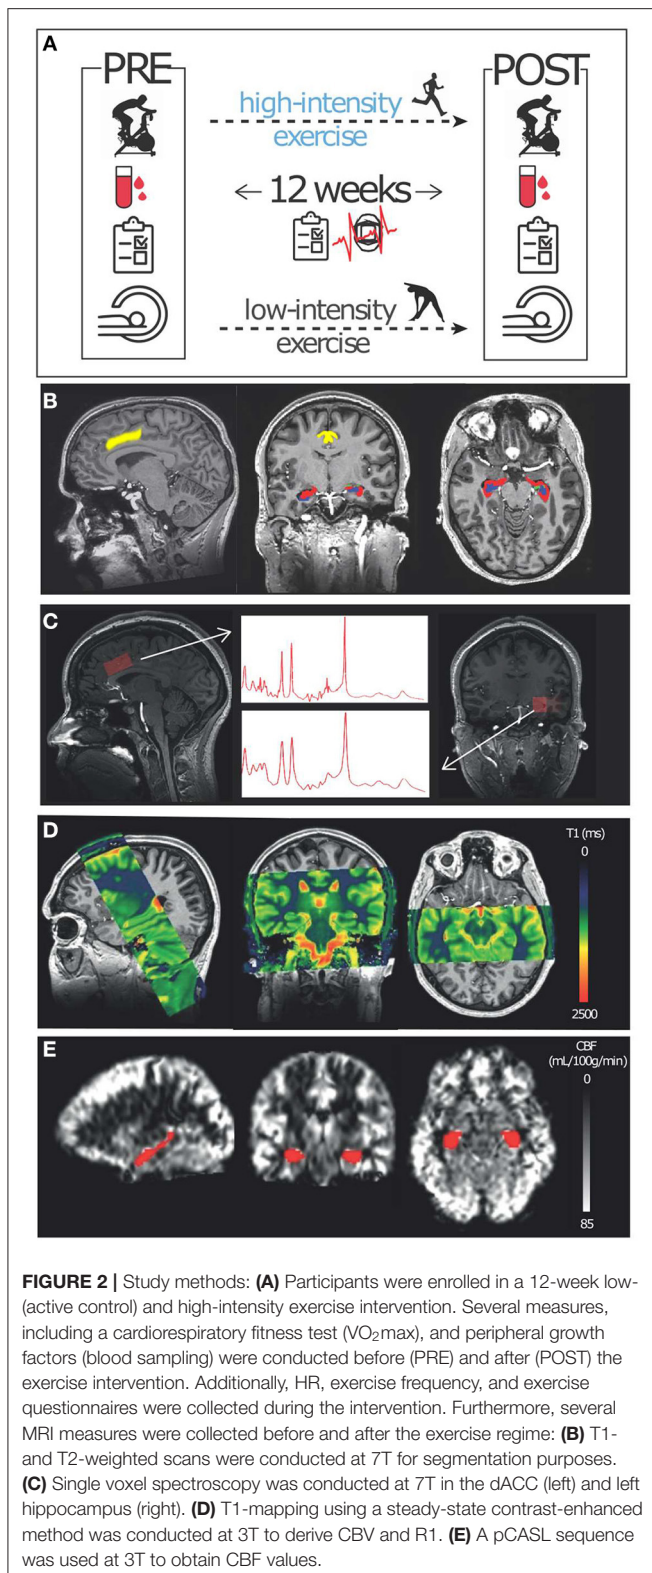 A
PRE
POST
high-intensity
exercise
12 weeks
low-intensity
exercise
B
C
D
T1 (ms)
0
2500
E
CBF
(mL/100g/min)
0
85
FIGURE 2 | Study methods: (A) Participants were enrolled in a 12-week low-
(active control) and high-intensity exercise intervention. Several measures,
including a cardiorespiratory fitness test (VO₂max), and peripheral growth
factors (blood sampling) were conducted before (PRE) and after (POST) the
exercise intervention. Additionally, HR, exercise frequency, and exercise
questionnaires were collected during the intervention. Furthermore, several
MRI measures were collected before and after the exercise regime: (B) T1-
and T2-weighted scans were conducted at 7T for segmentation purposes.
(C) Single voxel spectroscopy was conducted at 7T in the dACC (left) and left
hippocampus (right). (D) T1-mapping using a steady-state contrast-enhanced
method was conducted at 3T to derive CBV and R1. (E) A pCASL sequence
was used at 3T to obtain CBF values.